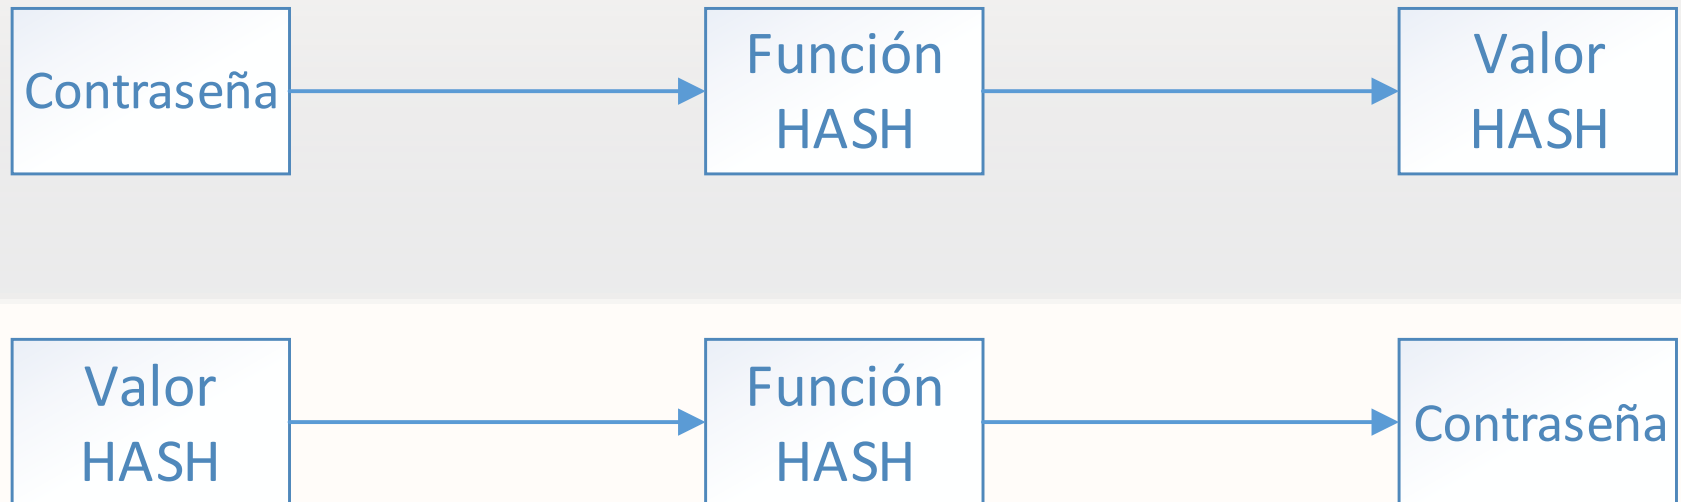 Contraseña
Función
HASH
Valor
HASH
Valor
HASH
Función
HASH
Contraseña